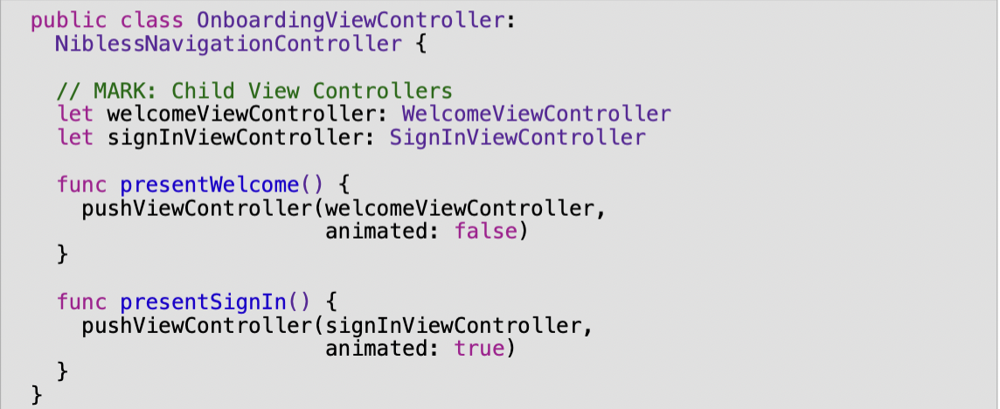 public class OnboardingViewController:
  NiblessNavigationController {

  // MARK: Child View Controllers
  let welcomeViewController: WelcomeViewController
  let signInViewController: SignInViewController

  func presentWelcome() {
    pushViewController(welcomeViewController,
                       animated: false)
  }

  func presentSignIn() {
    pushViewController(signInViewController,
                       animated: true)
  }
}